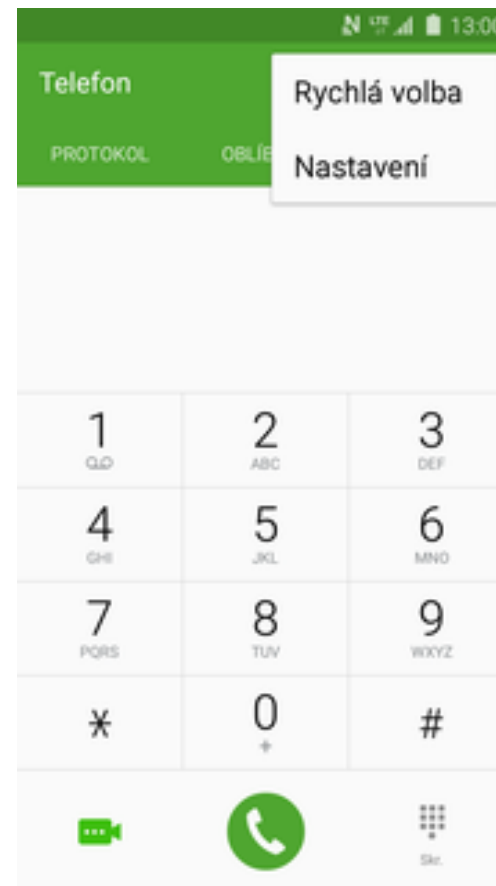 LTE 13:00
Telefon
Rychlá volba
PROTOKOL
Nastavení
1 2 3
ABC DEF
4 5 6
GHI JKL MNO
7 8 9
PQRS TUV WXYZ
* 0 #
+
Skr.